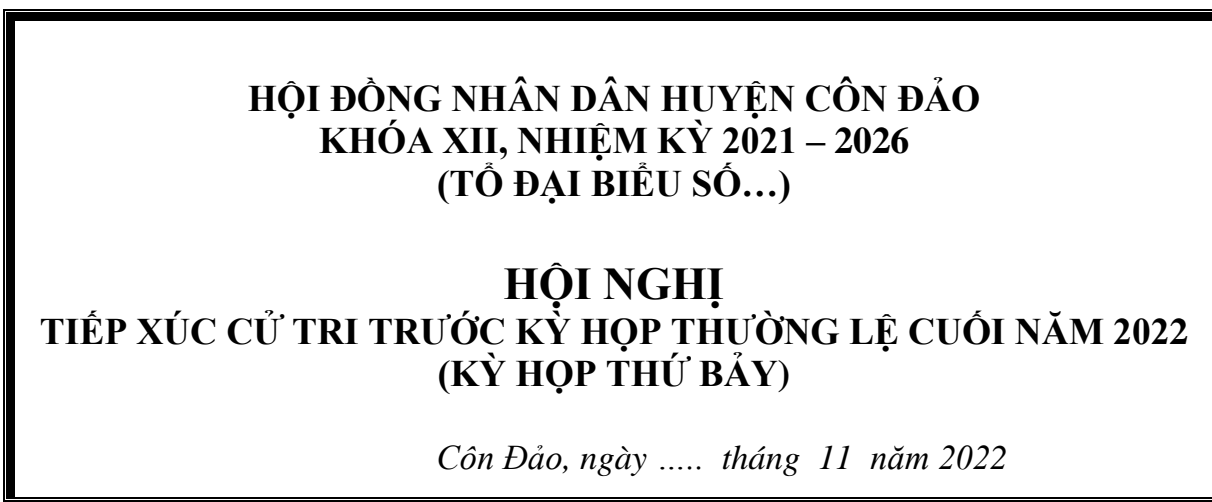 HỘI ĐỒNG NHÂN DÂN HUYỆN CÔN ĐẢO
KHÓA XII, NHIỆM KỲ 2021 – 2026
(TỔ ĐẠI BIỂU SỐ…)
HỘI NGHỊ
TIẾP XÚC CỬ TRI TRƯỚC KỲ HỌP THƯỜNG LỆ CUỐI NĂM 2022
(KỲ HỌP THỨ BẢY)
Côn Đảo, ngày ..... tháng 11 năm 2022